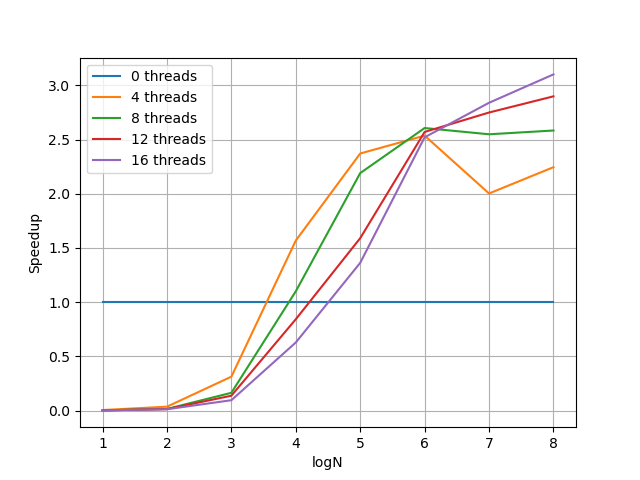 0 threads
4 threads
8 threads
12 threads
16 threads
3.0
2.5
2.0
1.5
1.0
0.5
0.0
Speedup
1 2 3 4 5 6 7 8
logN